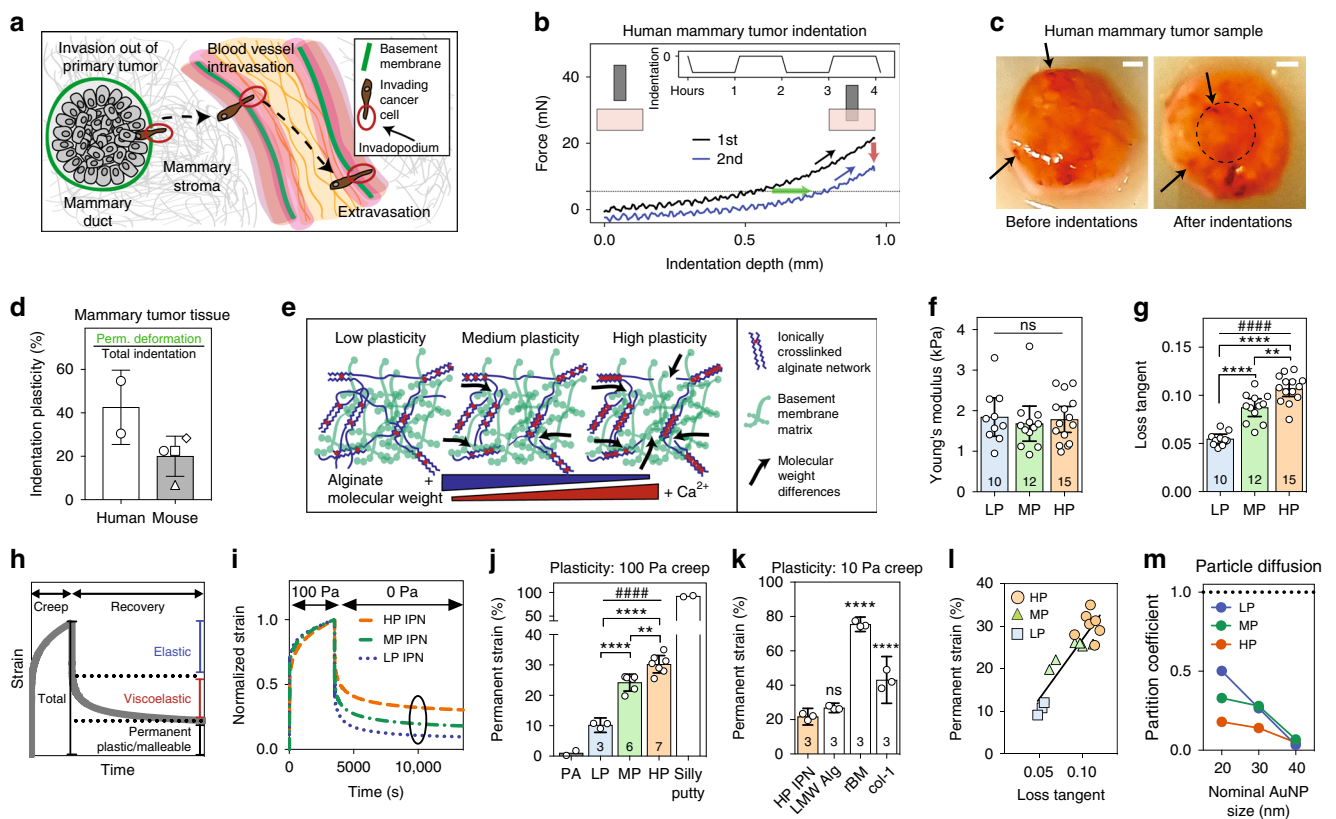 a
Invasion out of
primary tumor
Blood vessel
intravasation
Basement
membrane
Invading
cancer
cell
Invadopodium
Mammary
stroma
Mammary
duct
Extravasation
b
Human mammary tumor indentation
Force (mN)
40
20
0
Indentation
0
Hours
1
2
3
4
1st
2nd
0.0
0.5
1.0
Indentation depth (mm)
c
Human mammary tumor sample
Before indentations
After indentations
d
Mammary tumor tissue
Indentation plasticity (%)
Perm. deformation
Total indentation
60
40
20
0
Human
Mouse
e
Low plasticity
Medium plasticity
High plasticity
Alginate
molecular weight
+
+ Ca²⁺
Ionically
crosslinked
alginate network
Basement
membrane
matrix
Molecular
weight
differences
f
Young's modulus (kPa)
ns
4
3
2
1
0
10
12
15
LP
MP
HP
g
Loss tangent
####
****
**
****
0.15
0.10
0.05
0.00
10
12
15
LP
MP
HP
h
Creep
Recovery
Strain
Elastic
Viscoelastic
Total
Permanent
plastic/malleable
Time
i
100 Pa
0 Pa
Normalized strain
1.0
0.5
0.0
HP IPN
MP IPN
LP IPN
0
5000
10,000
Time (s)
j
Plasticity: 100 Pa creep
Permanent strain (%)
100
50
40
30
20
10
0
####
****
**
****
3
6
7
PA
LP
MP
HP
Silly
putty
k
Plasticity: 10 Pa creep
Permanent strain (%)
100
80
60
40
20
0
ns
****
****
3
3
3
3
HP IPN
LMW Alg
rBM
col-1
l
Permanent strain (%)
40
30
20
10
0
HP
MP
LP
0.05
0.10
Loss tangent
m
Particle diffusion
Partition coefficient
1.0
0.5
0.0
LP
MP
HP
20
30
40
Nominal AuNP
size (nm)